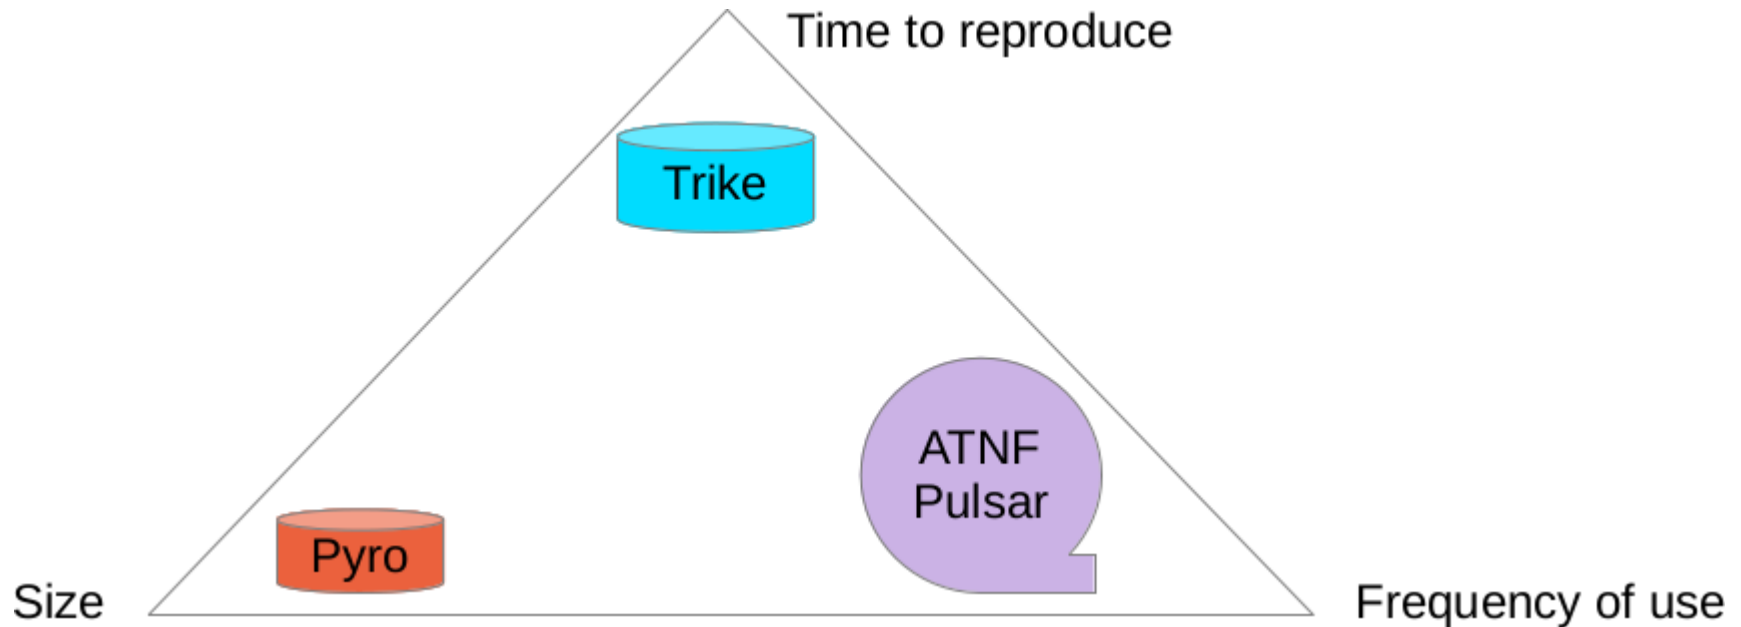 Time to reproduce
Trike
ATNF
Pulsar
Pyro
Size
Frequency of use